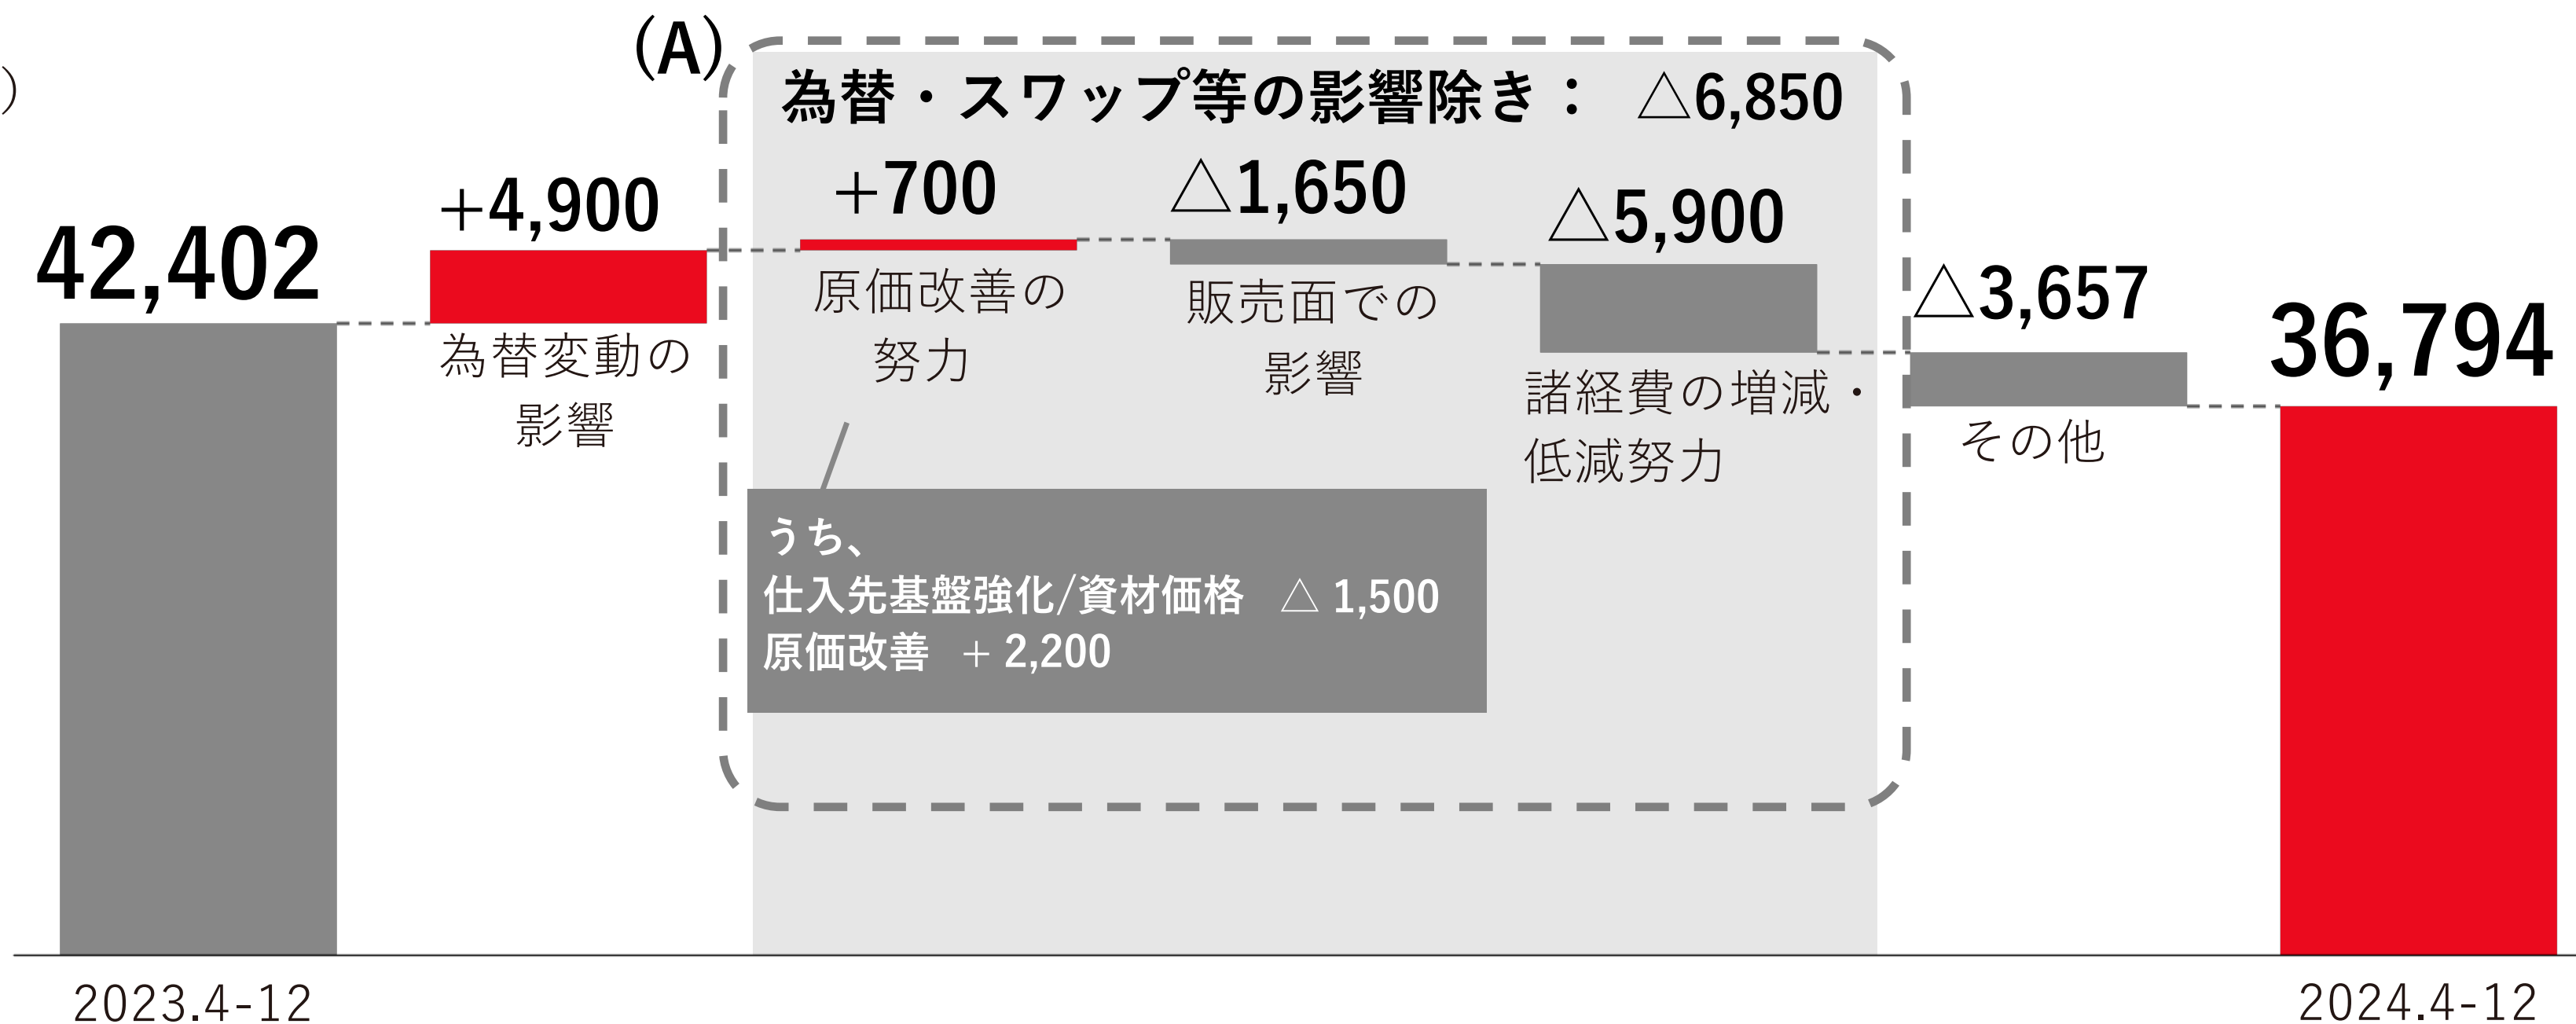 )
(A)
為替・スワップ等の影響除き： △6,850
42,402
+4,900
為替変動の
影響
+700
原価改善の
努力
△1,650
販売面での
影響
△5,900
諸経費の増減・
低減努力
△3,657
その他
36,794
うち、
仕入先基盤強化/資材価格 △ 1,500
原価改善 + 2,200
2023.4-12
2024.4-12